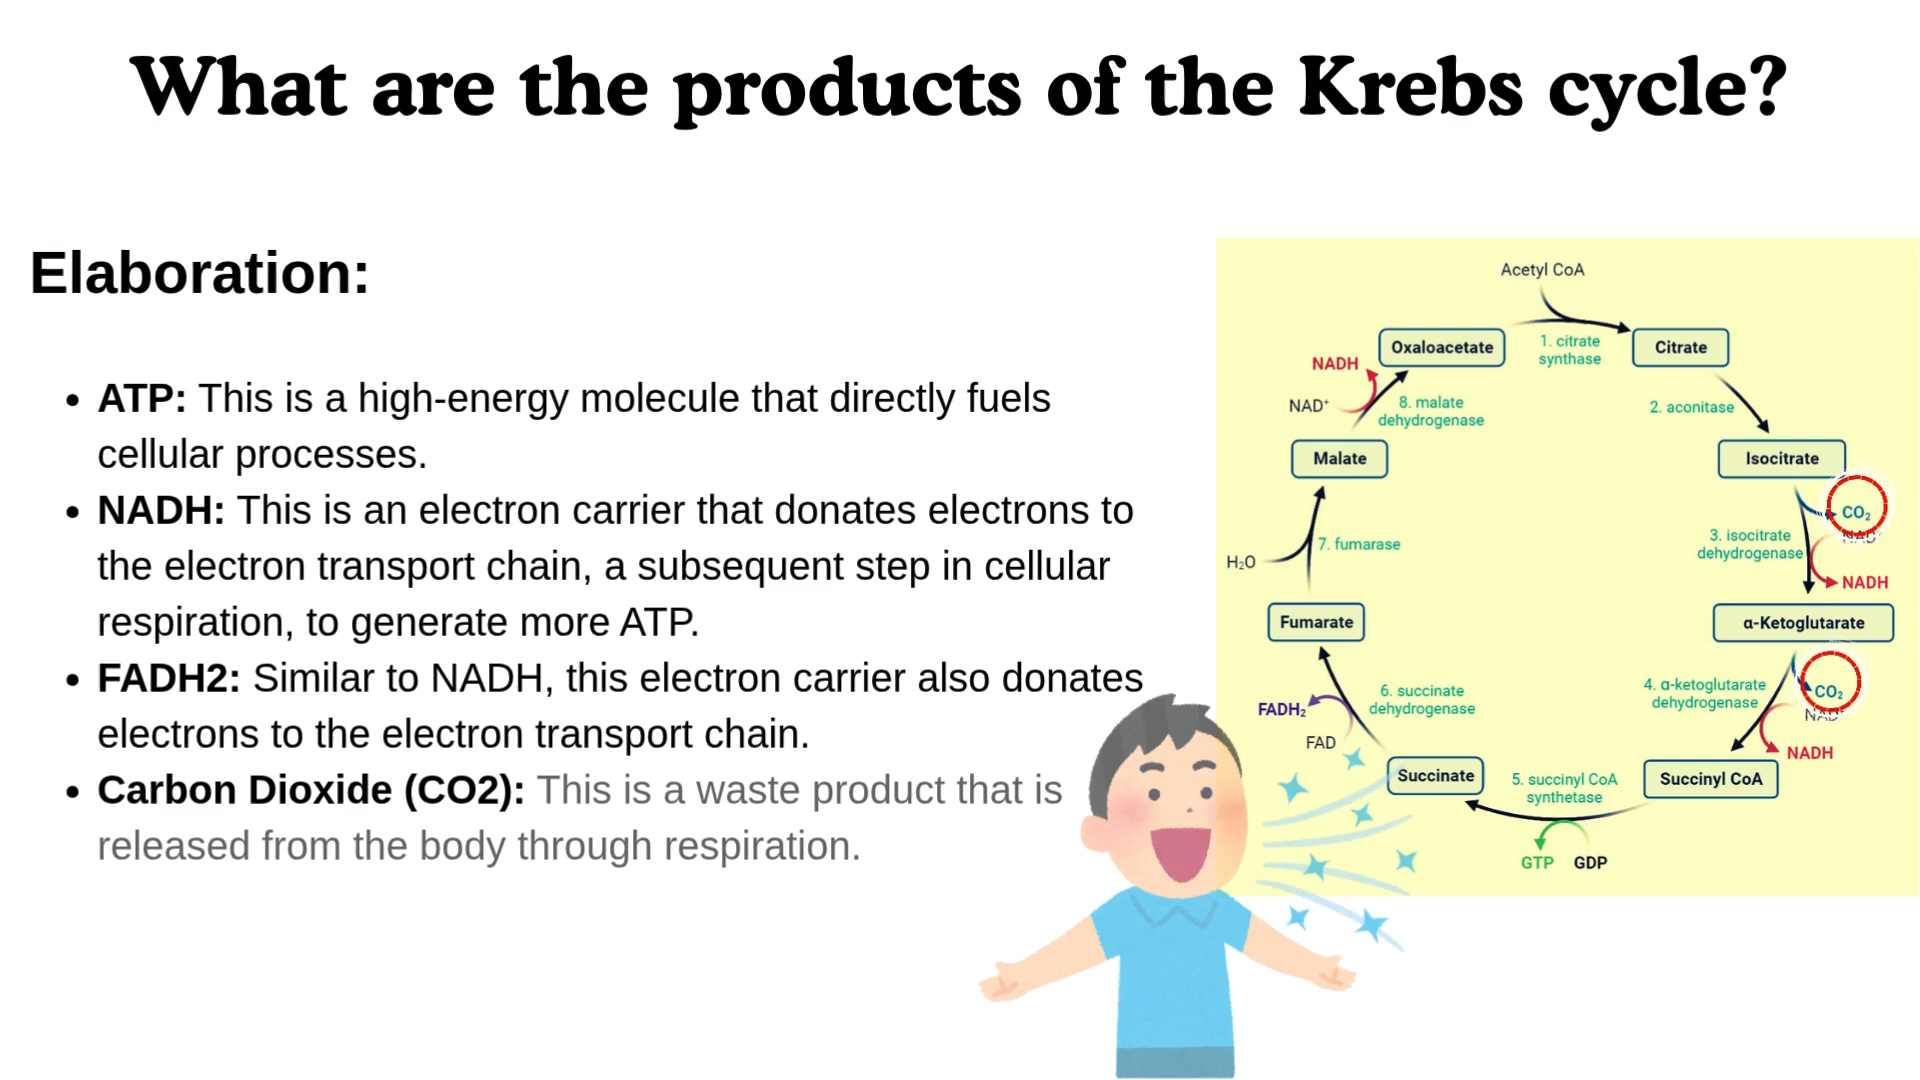 What are the products of the Krebs cycle?
Elaboration:
• ATP: This is a high-energy molecule that directly fuels
cellular processes.
• NADH: This is an electron carrier that donates electrons to
the electron transport chain, a subsequent step in cellular
respiration, to generate more ATP.
• FADH2: Similar to NADH, this electron carrier also donates
electrons to the electron transport chain.
• Carbon Dioxide (CO2): This is a waste product that is
released from the body through respiration.
Acetyl CoA
Oxaloacetate
1. citrate
synthase
Citrate
NADH
NAD⁺
8. malate
dehydrogenase
2. aconitase
Malate
Isocitrate
CO₂
3. isocitrate
dehydrogenase
NADH
7. fumarase
H₂O
Fumarate
α-Ketoglutarate
4. α-ketoglutarate
dehydrogenase
CO₂
NADH
6. succinate
dehydrogenase
FADH₂
FAD
Succinate
5. succinyl CoA
synthetase
Succinyl CoA
GTP
GDP